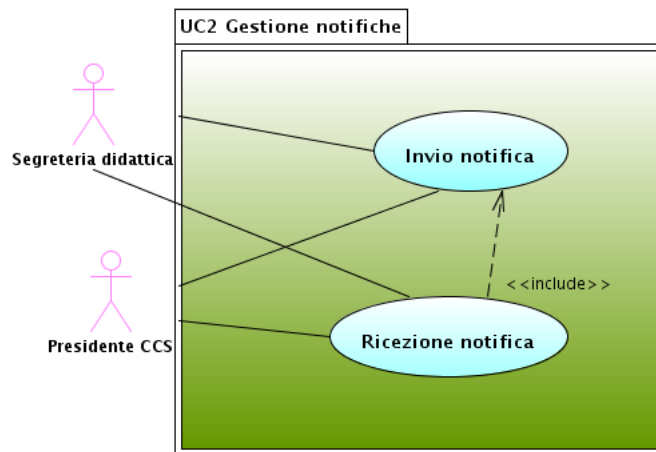 UC2 Gestione notifiche
Segreteria didattica
Invio notifica
<<include>>
Presidente CCS
Ricezione notifica